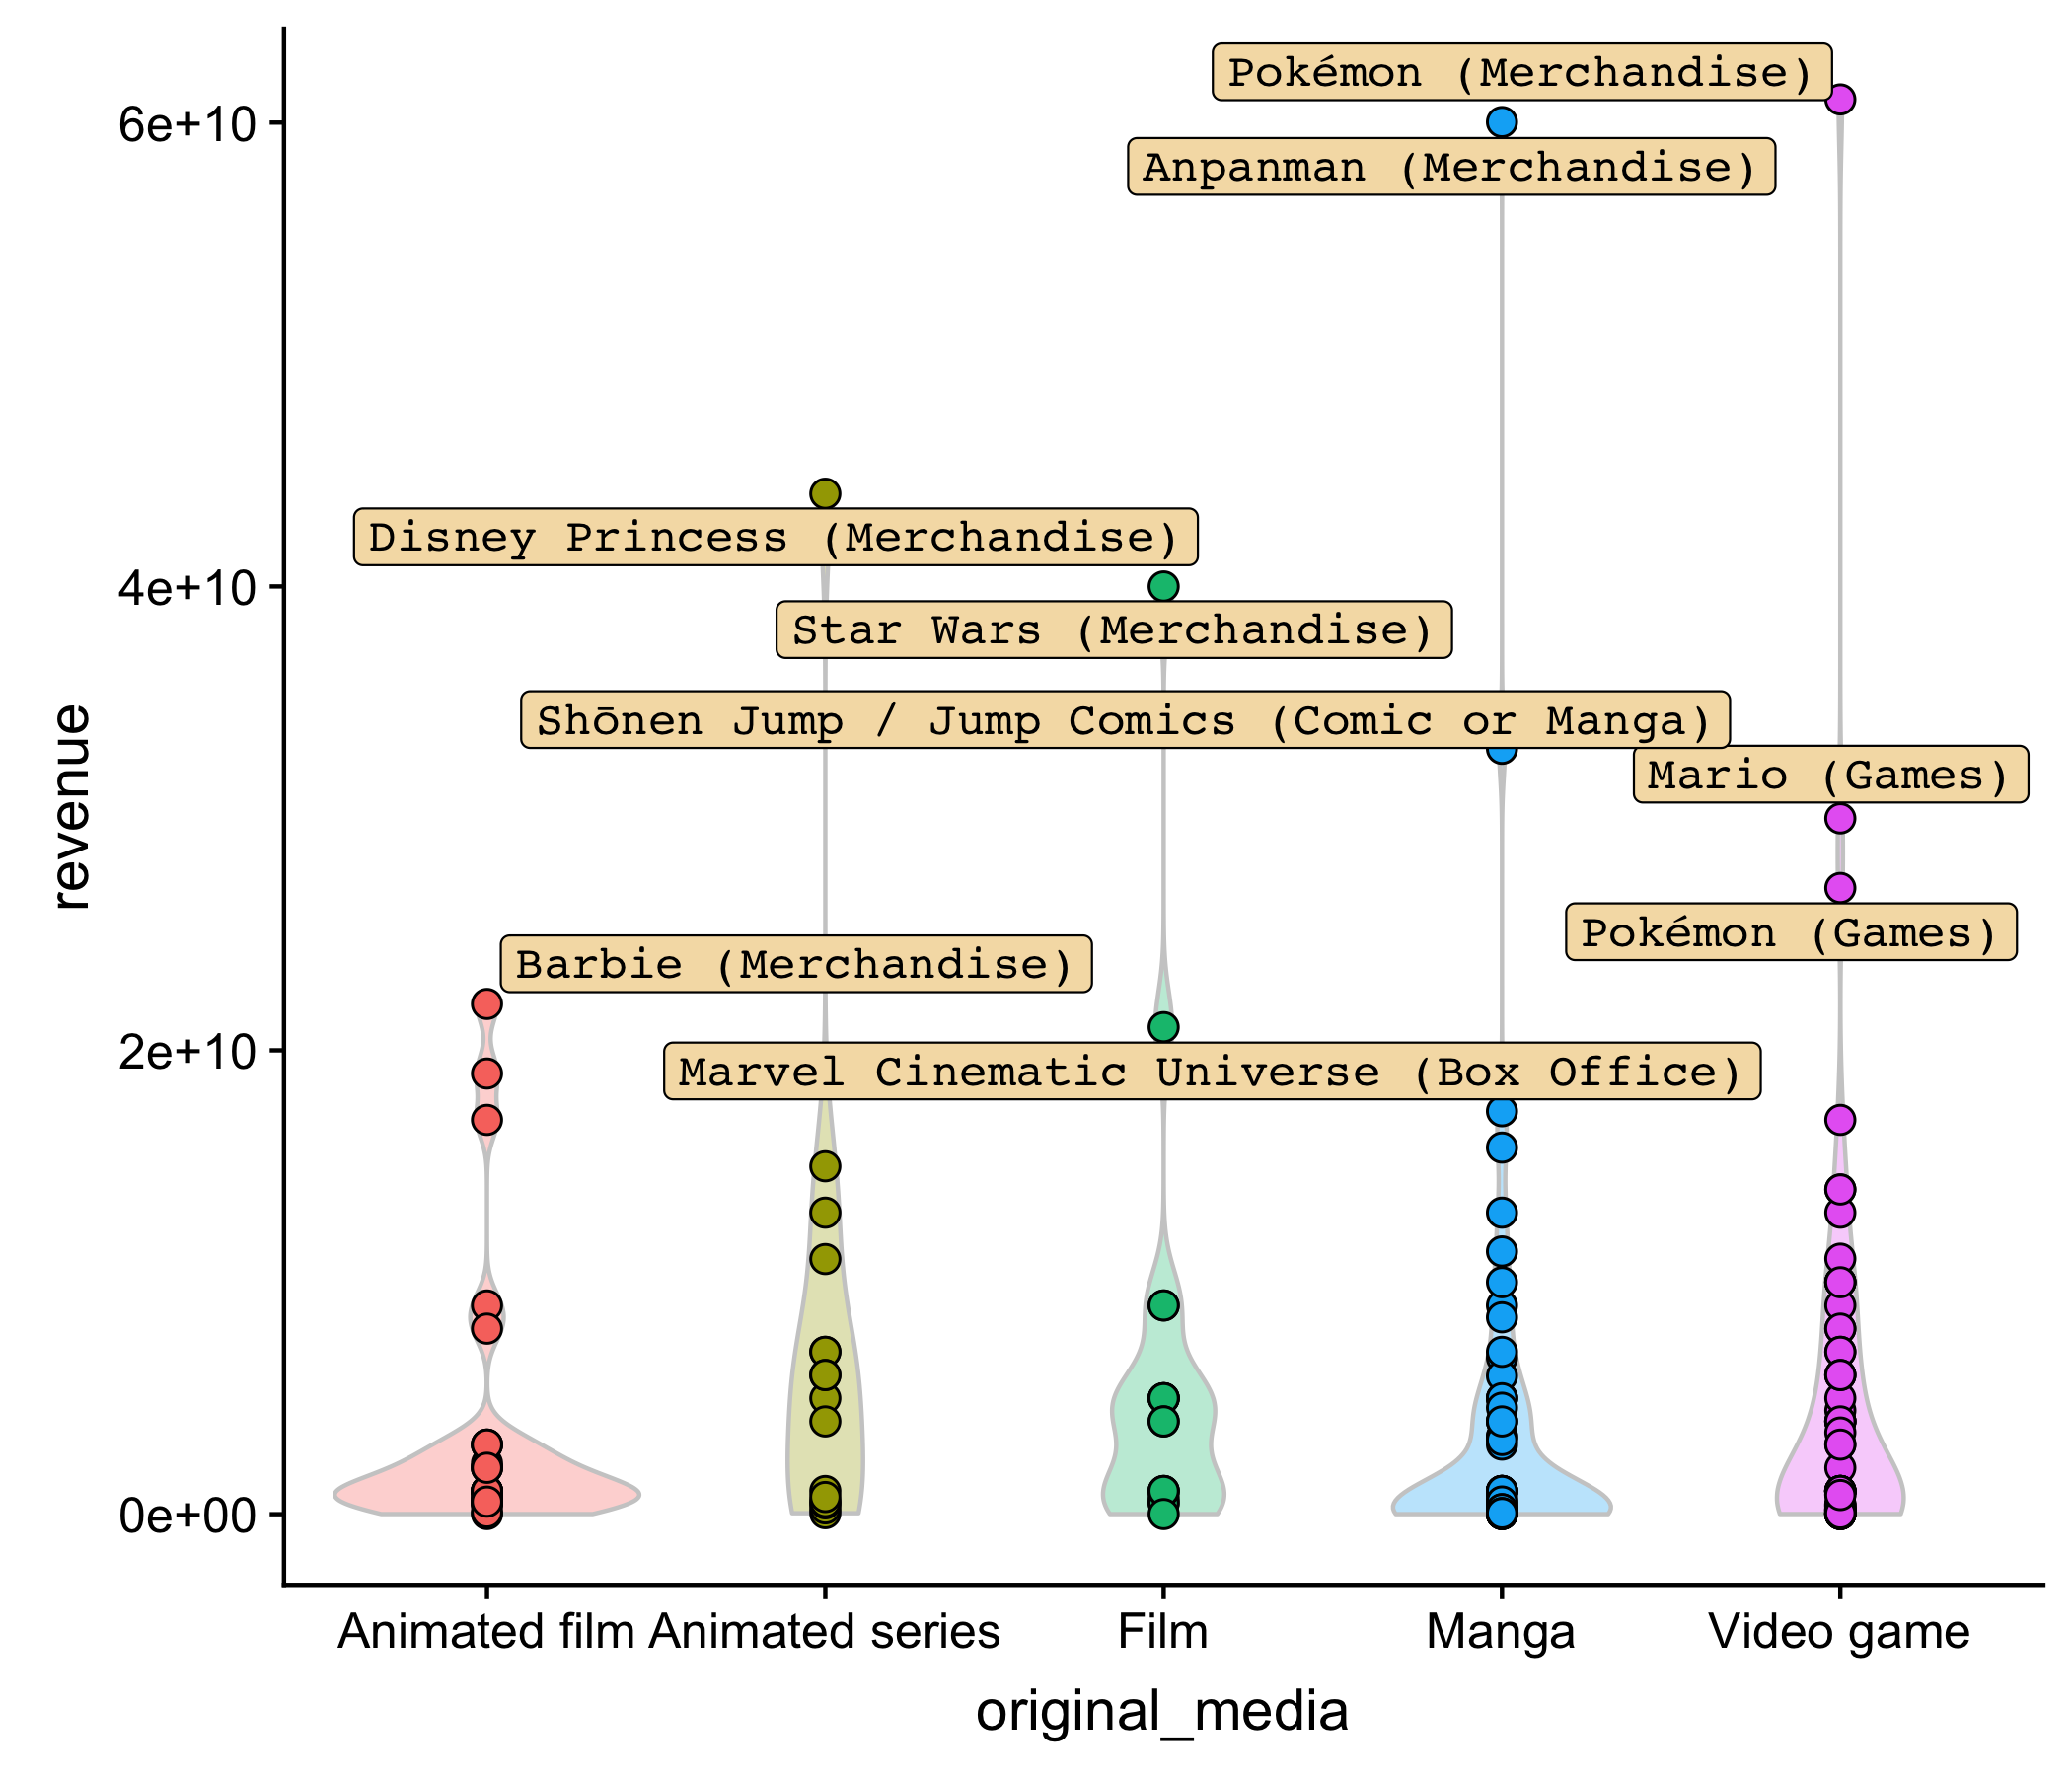 Pokémon (Merchandise)
6e+10
Anpanman (Merchandise)
Disney Princess (Merchandise)
4e+10
Star Wars (Merchandise)
Shōnen Jump / Jump Comics (Comic or Manga)
Mario (Games)
revenue
Pokémon (Games)
Barbie (Merchandise)
2e+10
Marvel Cinematic Universe (Box Office)
0e+00
Animated film Animated series Film Manga Video game
original_media